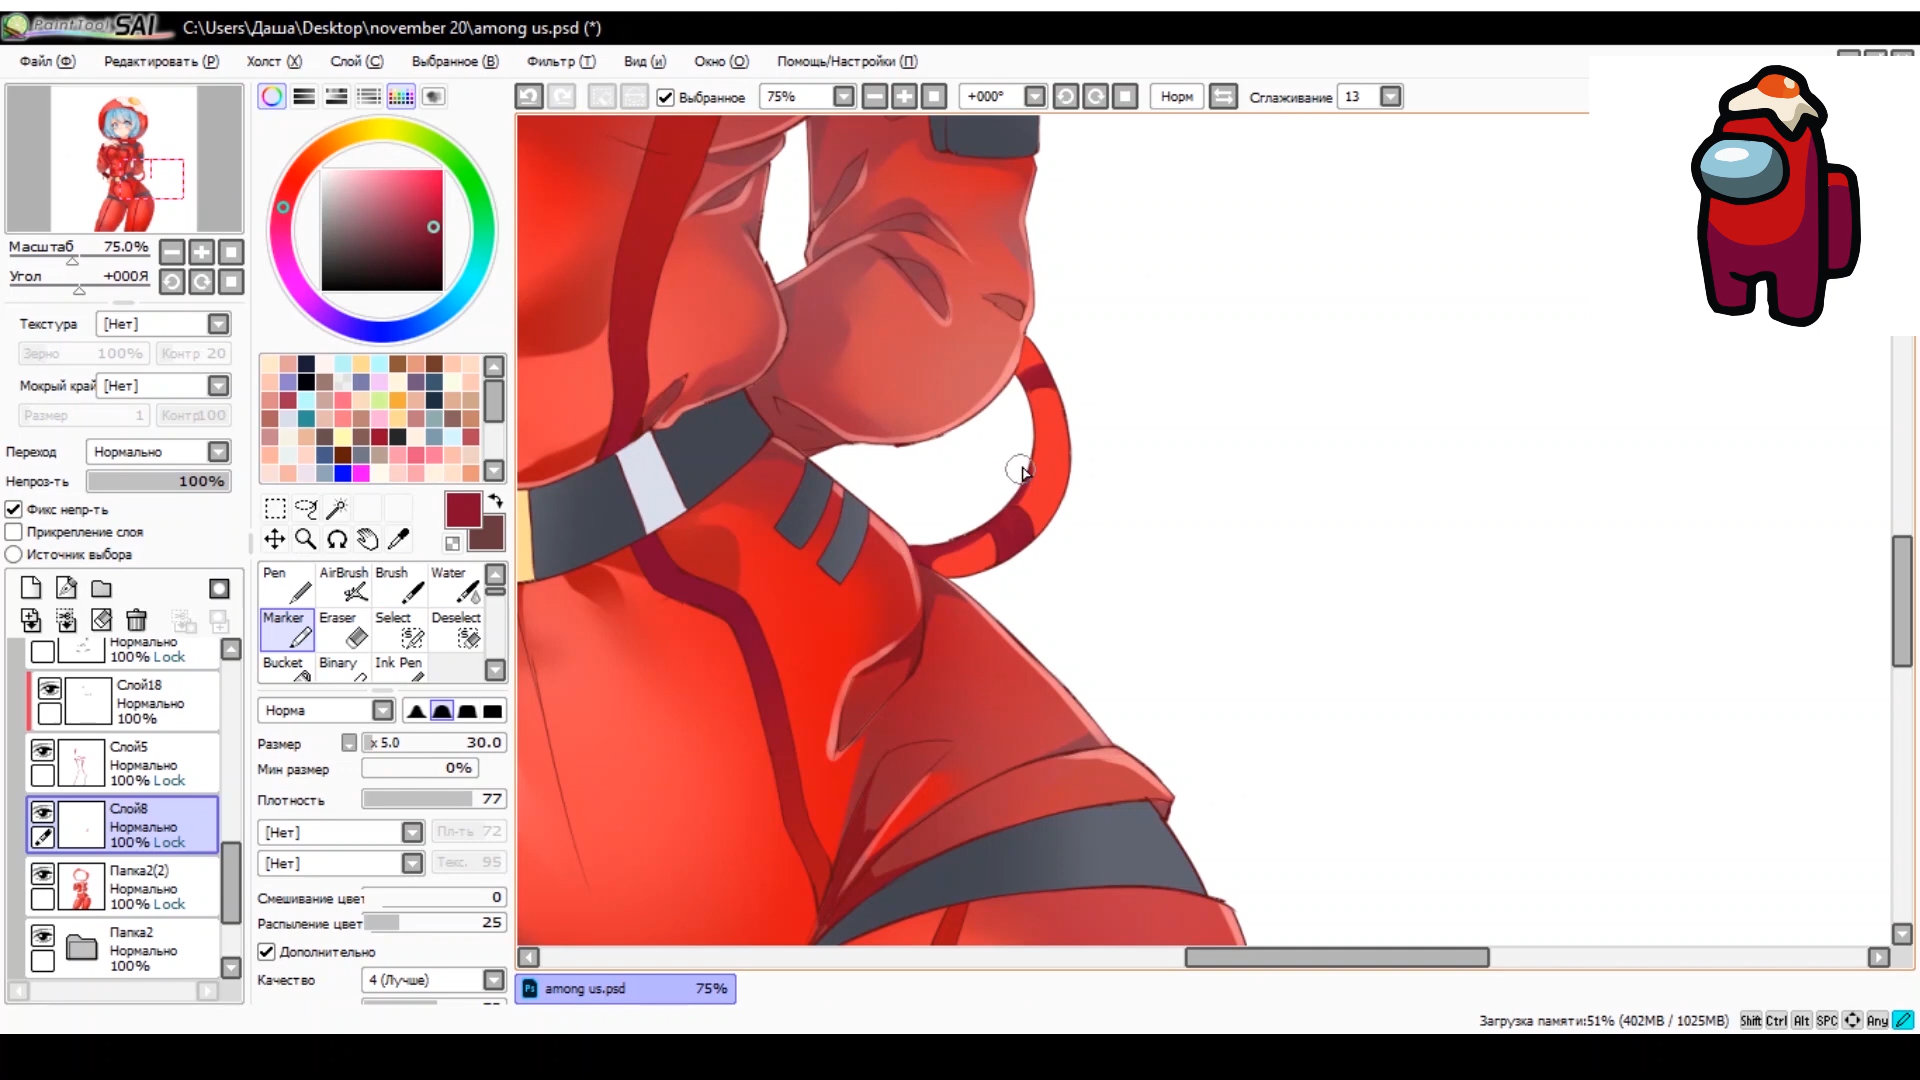 PaintTool SAI C:\Users\Даша\Desktop\november 20\among us.psd (*)
Файл (Ф) Редактировать (Р) Холст (Х) Слой (С) Выбранное (В) Фильтр (Т) Вид (и) Окно (О) Помощь/Настройки (П)
Выбранное 75% +000° Норм Сглаживание 13
Масштаб 75.0%
Угол +000Я
Текстура [Нет]
Зерно 100% Контр 20
Мокрый край [Нет]
Размер 1 Контр100
Переход Нормально
Непроз-ть 100%
Фикс непр-ть
Прикрепление слоя
Источник выбора
Нормально
100% Lock
Слой18
Нормально
100%
Слой5
Нормально
100% Lock
Слой8
Нормально
100% Lock
Папка2(2)
Нормально
100% Lock
Папка2
Нормально
100%
Pen AirBrush Brush Water
Marker Eraser Select Deselect
Bucket Binary Ink Pen
Норма
Размер x 5.0 30.0
Мин размер 0%
Плотность 77
[Нет] Пл-ть 72
[Нет] Текс. 95
Смешивание цвет 0
Распыление цвет 25
Дополнительно
Качество 4 (Лучше)
Ps among us.psd 75%
Загрузка памяти:51% (402MB / 1025MB) Shift Ctrl Alt SPC Any